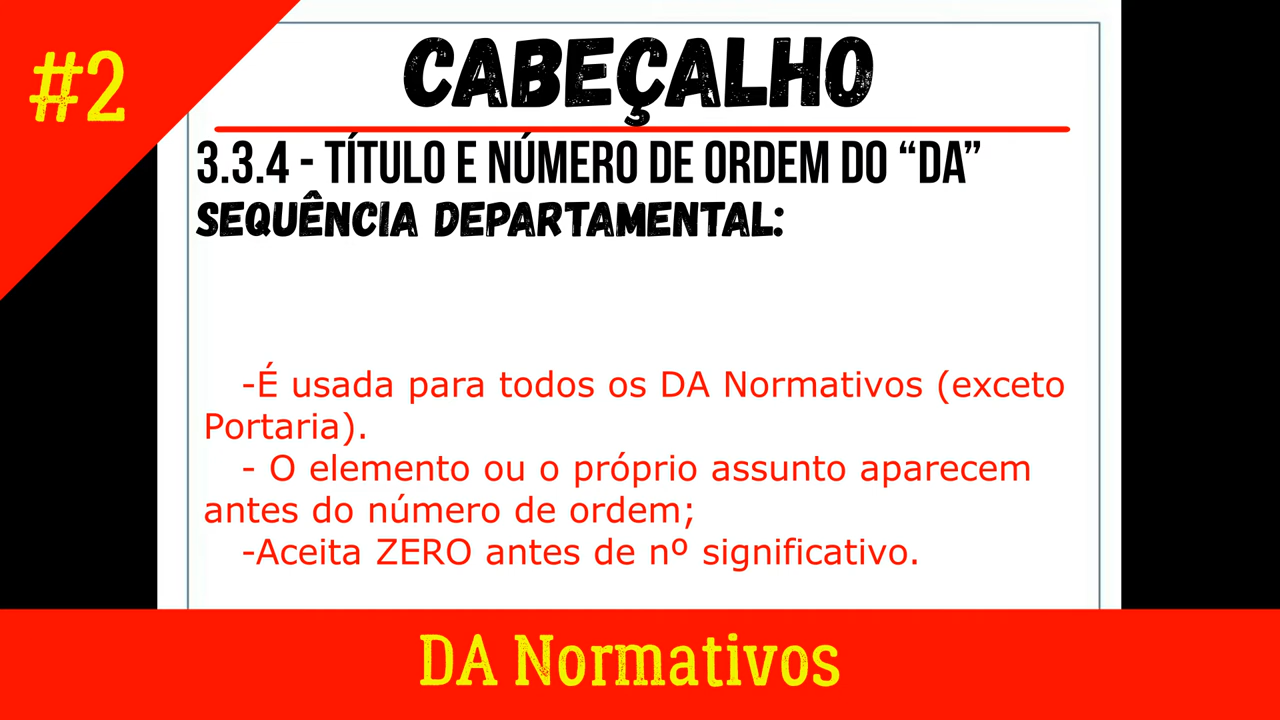 #2
CABEÇALHO
3.3.4 - TÍTULO E NÚMERO DE ORDEM DO “DA”
SEQUÊNCIA DEPARTAMENTAL:
-É usada para todos os DA Normativos (exceto
Portaria).
- O elemento ou o próprio assunto aparecem
antes do número de ordem;
-Aceita ZERO antes de nº significativo.
DA Normativos